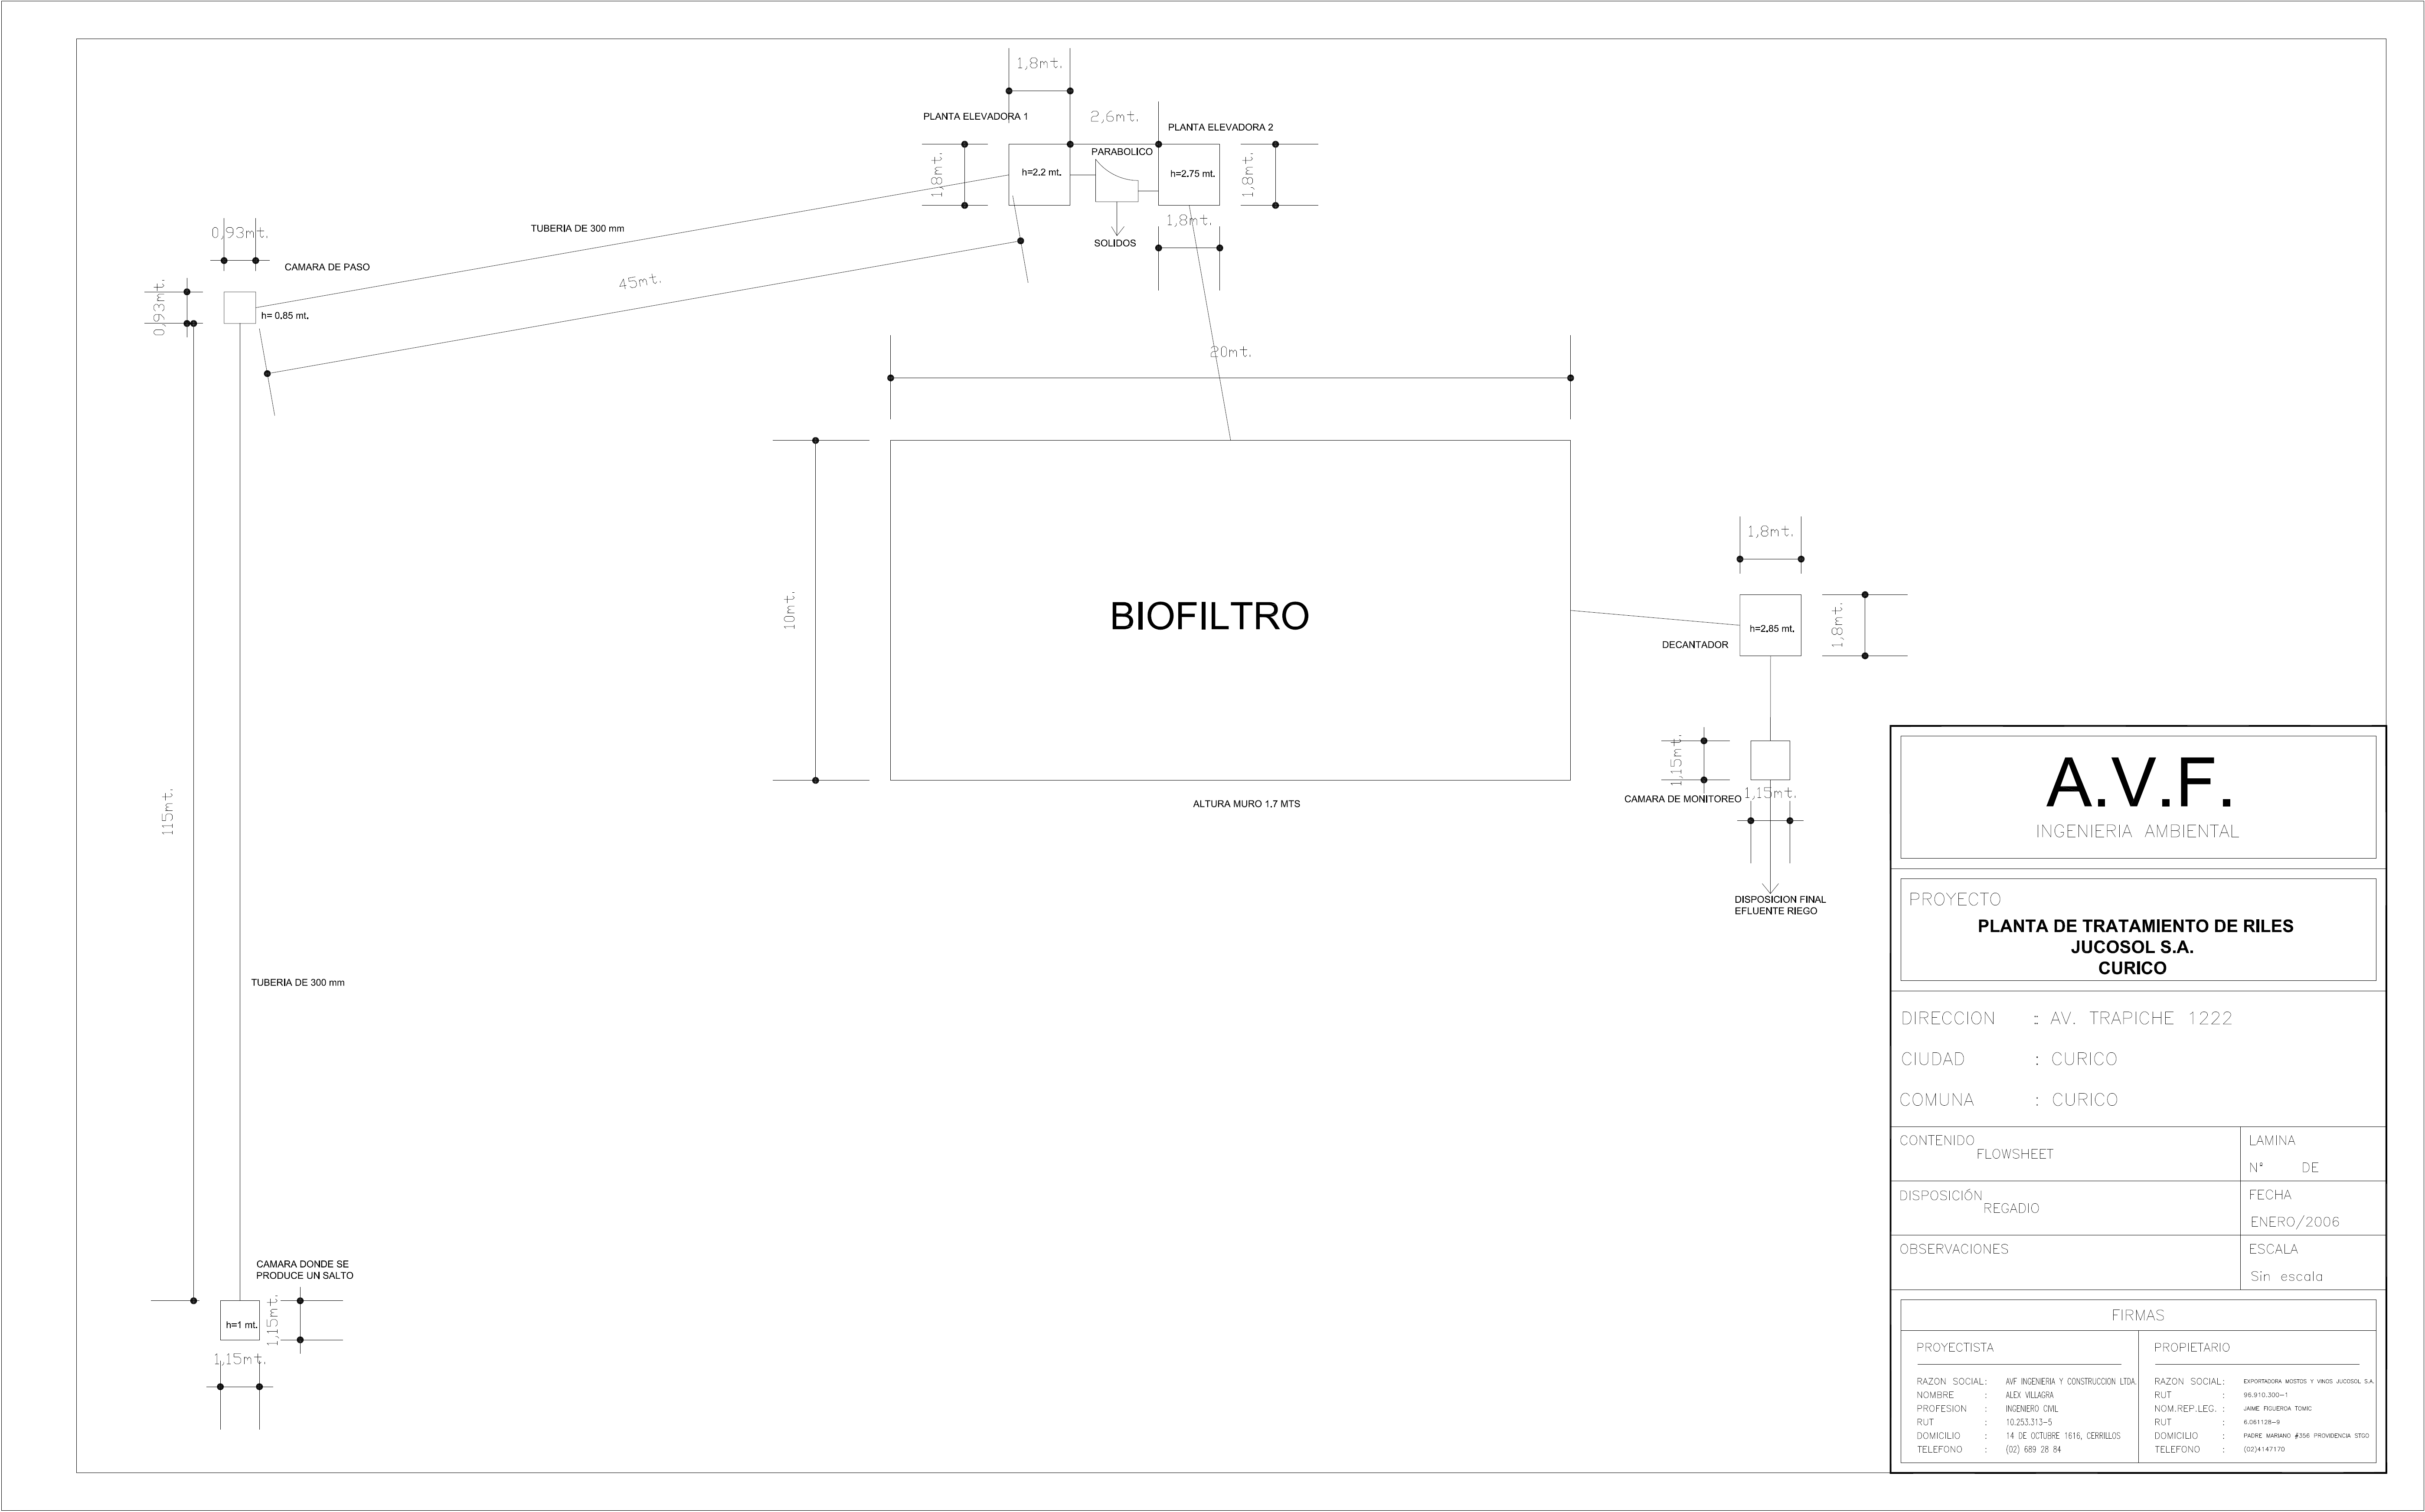 1,8mt.
PLANTA ELEVADORA 1
2,6mt.
PLANTA ELEVADORA 2
PARABOLICO
1,8mt.
h=2.2 mt.
h=2.75 mt.
1,8mt.
1,8mt.
SOLIDOS
TUBERIA DE 300 mm
0,93mt.
CAMARA DE PASO
45mt.
0,93mt.
h= 0.85 mt.
20mt.
10mt.
BIOFILTRO
ALTURA MURO 1.7 MTS
1,8mt.
h=2.85 mt.
1,8mt.
DECANTADOR
1,15mt.
CAMARA DE MONITOREO
1,15mt.
DISPOSICION FINAL
EFLUENTE RIEGO
115mt.
TUBERIA DE 300 mm
CAMARA DONDE SE
PRODUCE UN SALTO
h=1 mt.
1,15mt.
1,15mt.
A.V.F.
INGENIERIA AMBIENTAL
PROYECTO
PLANTA DE TRATAMIENTO DE RILES
JUCOSOL S.A.
CURICO
DIRECCION : AV. TRAPICHE 1222
CIUDAD : CURICO
COMUNA : CURICO
CONTENIDO
FLOWSHEET
LAMINA
N° DE
DISPOSICIÓN
REGADIO
FECHA
ENERO/2006
OBSERVACIONES
ESCALA
Sin escala
FIRMAS
PROYECTISTA
RAZON SOCIAL: AVF INGENIERIA Y CONSTRUCCION LTDA.
NOMBRE : ALEX VILLAGRA
PROFESION : INGENIERO CIVIL
RUT : 10.253.313-5
DOMICILIO : 14 DE OCTUBRE 1616, CERRILLOS
TELEFONO : (02) 689 28 84
PROPIETARIO
RAZON SOCIAL: EXPORTADORA MOSTOS Y VINOS JUCOSOL S.A.
RUT : 96.910.300-1
NOM.REP.LEG. : JAIME FIGUEROA TOMIC
RUT : 6.061128-9
DOMICILIO : PADRE MARIANO #356 PROVIDENCIA STGO
TELEFONO : (02)4147170